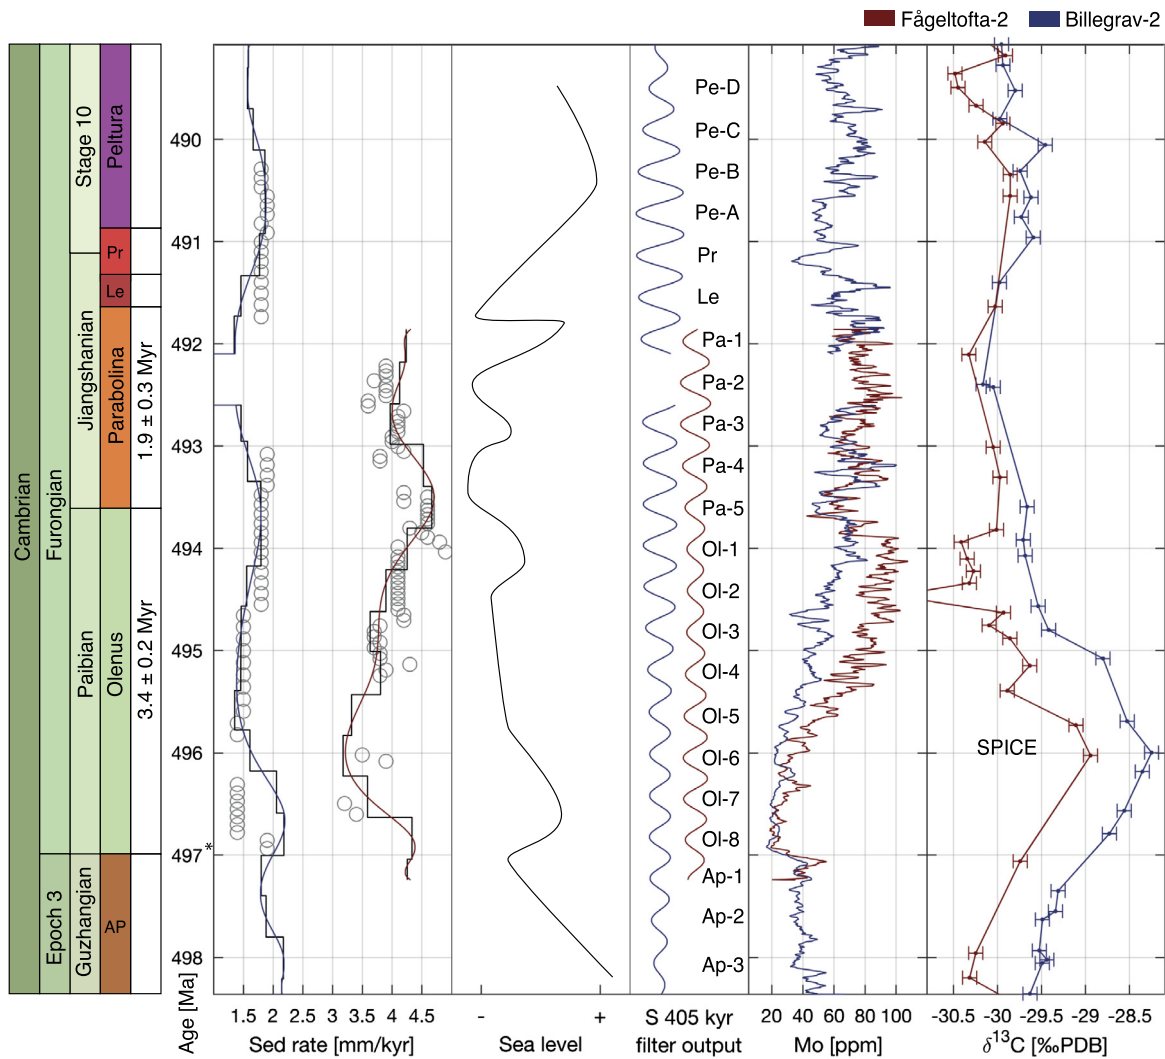 Fågeltofta-2 Billegrav-2
Cambrian
Furongian
Epoch 3
Stage 10
Jiangshanian
Paibian
Guzhangian
Peltura
Pr
Le
Parabolina
Olenus
AP
1.9 ± 0.3 Myr
3.4 ± 0.2 Myr
490
491
492
493
494
495
496
497*
498
Age [Ma]
Pe-D
Pe-C
Pe-B
Pe-A
Pr
Le
Pa-1
Pa-2
Pa-3
Pa-4
Pa-5
Ol-1
Ol-2
Ol-3
Ol-4
Ol-5
Ol-6
Ol-7
Ol-8
Ap-1
Ap-2
Ap-3
SPICE
1.5 2 2.5 3 3.5 4 4.5
Sed rate [mm/kyr]
- +
Sea level
S 405 kyr
filter output
20 40 60 80 100
Mo [ppm]
-30.5 -30 -29.5 -29 -28.5
δ¹³C [‰PDB]